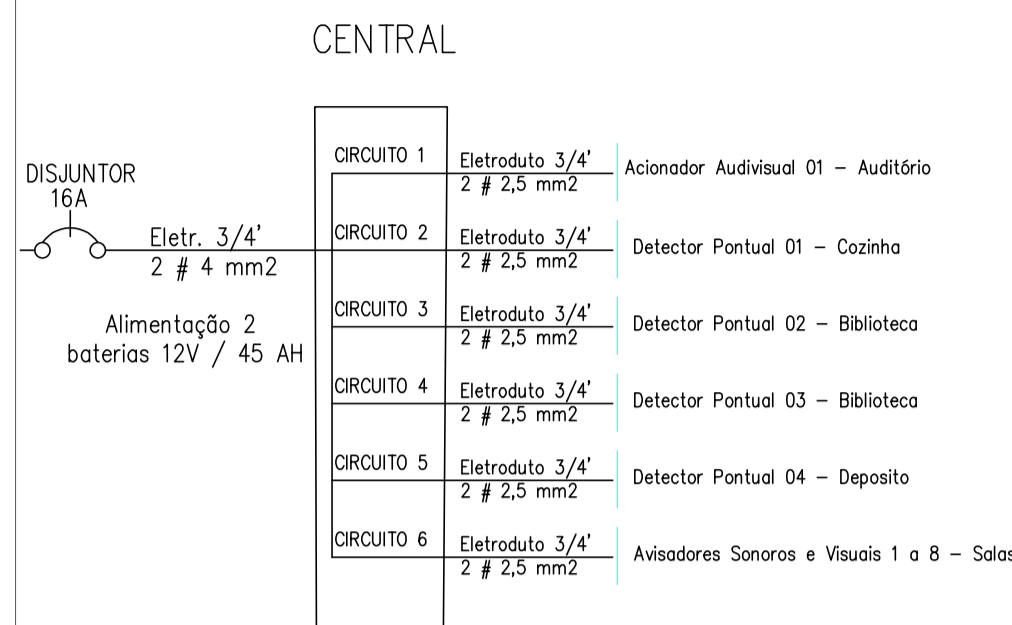 CENTRAL
DISJUNTOR
16A
Eletr. 3/4'
2 # 4 mm2
Alimentação 2
baterias 12V / 45 AH
CIRCUITO 1
Eletroduto 3/4'
2 # 2,5 mm2
Acionador Audivisual 01 – Auditório
CIRCUITO 2
Eletroduto 3/4'
2 # 2,5 mm2
Detector Pontual 01 – Cozinha
CIRCUITO 3
Eletroduto 3/4'
2 # 2,5 mm2
Detector Pontual 02 – Biblioteca
CIRCUITO 4
Eletroduto 3/4'
2 # 2,5 mm2
Detector Pontual 03 – Biblioteca
CIRCUITO 5
Eletroduto 3/4'
2 # 2,5 mm2
Detector Pontual 04 – Deposito
CIRCUITO 6
Eletroduto 3/4'
2 # 2,5 mm2
Avisadores Sonoros e Visuais 1 a 8 – Salas